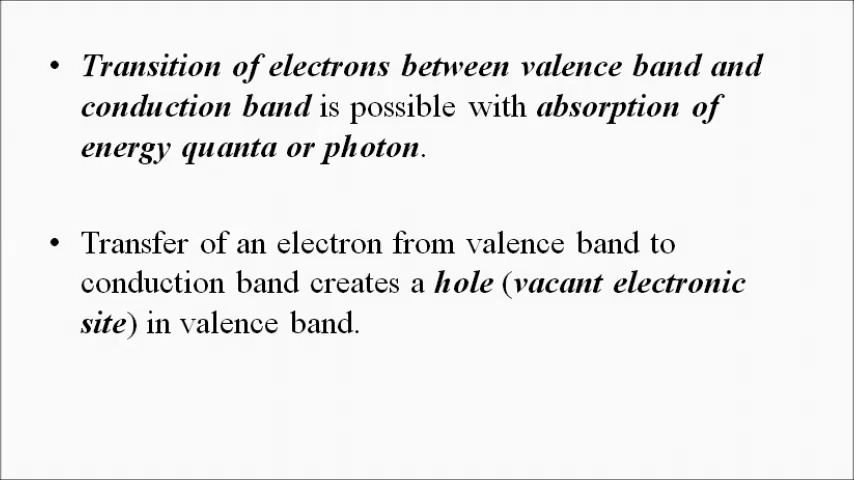 • Transition of electrons between valence band and
conduction band is possible with absorption of
energy quanta or photon.
• Transfer of an electron from valence band to
conduction band creates a hole (vacant electronic
site) in valence band.